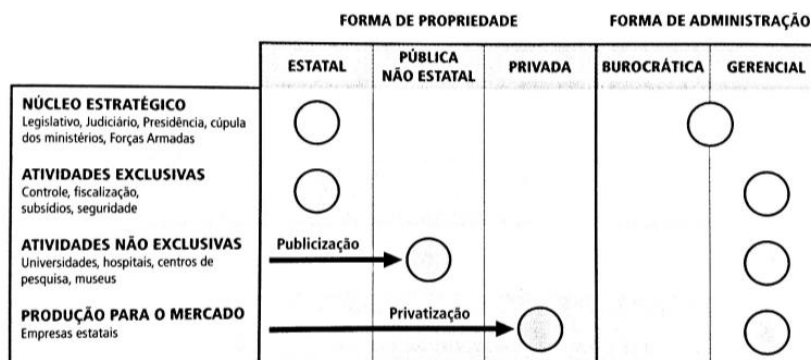 FORMA DE PROPRIEDADE
FORMA DE ADMINISTRAÇÃO
ESTATAL
PÚBLICA
NÃO ESTATAL
PRIVADA
BUROCRÁTICA
GERENCIAL
NÚCLEO ESTRATÉGICO
Legislativo, Judiciário, Presidência, cúpula
dos ministérios, Forças Armadas
ATIVIDADES EXCLUSIVAS
Controle, fiscalização,
subsídios, seguridade
ATIVIDADES NÃO EXCLUSIVAS
Universidades, hospitais, centros de
pesquisa, museus
Publicização
PRODUÇÃO PARA O MERCADO
Empresas estatais
Privatização